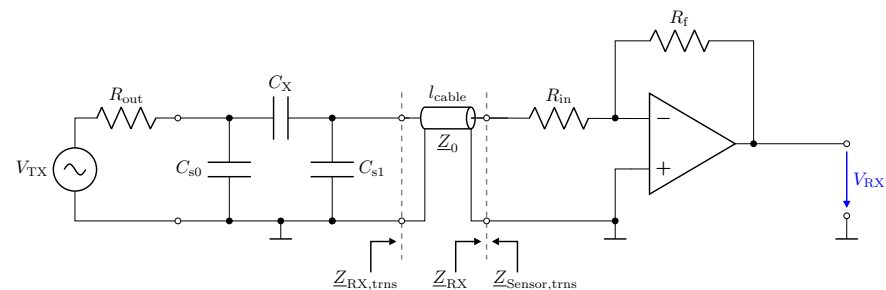 R_f
C_X
l_cable
R_out
R_in
−
C_s0
C_s1
Z_0
V_TX
+
V_RX
Z_RX,trns
Z_RX
Z_Sensor,trns